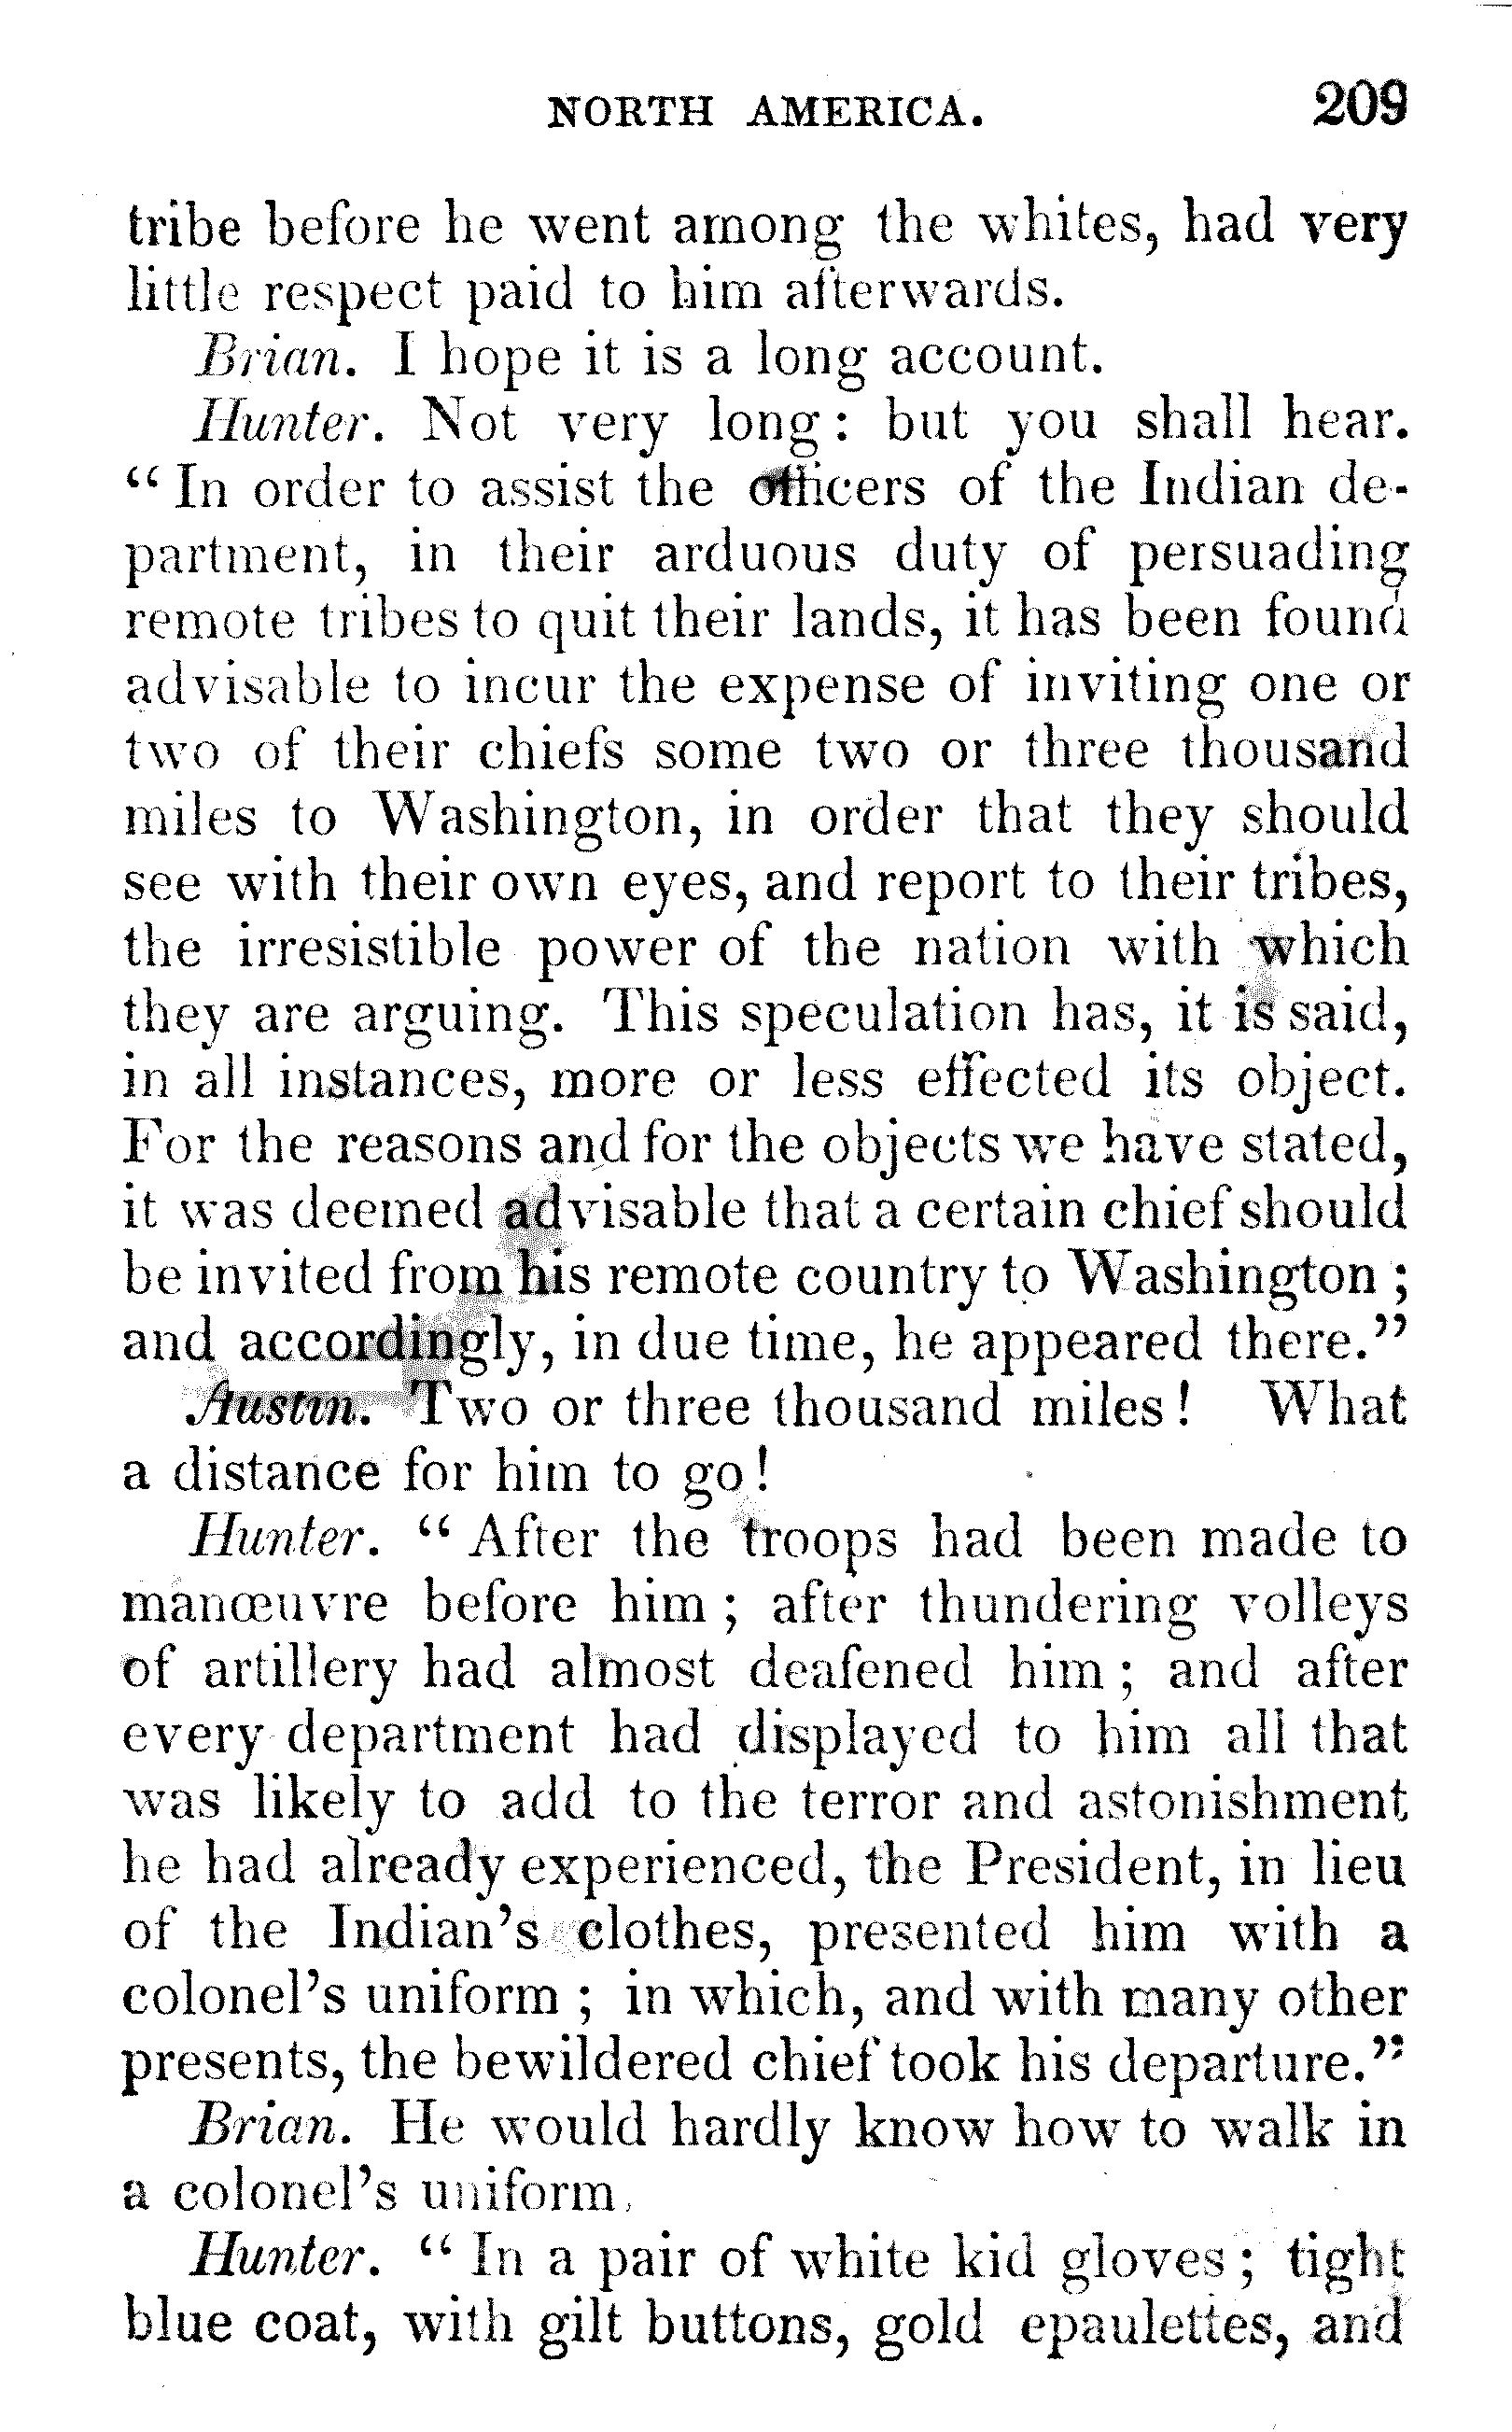 NORTH AMERICA. 209
tribe before he went among the whites, had very
little respect paid to him afterwards.
Brian. I hope it is a long account.
Hunter. Not very long: but you shall hear.
“ In order to assist the officers of the Indian de-
partment, in their arduous duty of persuading
remote tribes to quit their lands, it has been found
advisable to incur the expense of inviting one or
two of their chiefs some two or three thousand
miles to Washington, in order that they should
see with their own eyes, and report to their tribes,
the irresistible power of the nation with which
they are arguing. This speculation has, it is said,
in all instances, more or less effected its object.
For the reasons and for the objects we have stated,
it was deemed advisable that a certain chief should
be invited from his remote country to Washington ;
and accordingly, in due time, he appeared there.”
Austin. Two or three thousand miles! What
a distance for him to go!
Hunter. “ After the troops had been made to
manœuvre before him ; after thundering volleys
of artillery had almost deafened him ; and after
every department had displayed to him all that
was likely to add to the terror and astonishment
he had already experienced, the President, in lieu
of the Indian’s clothes, presented him with a
colonel’s uniform ; in which, and with many other
presents, the bewildered chief took his departure.”
Brian. He would hardly know how to walk in
a colonel’s uniform.
Hunter. “ In a pair of white kid gloves ; tight
blue coat, with gilt buttons, gold epaulettes, and